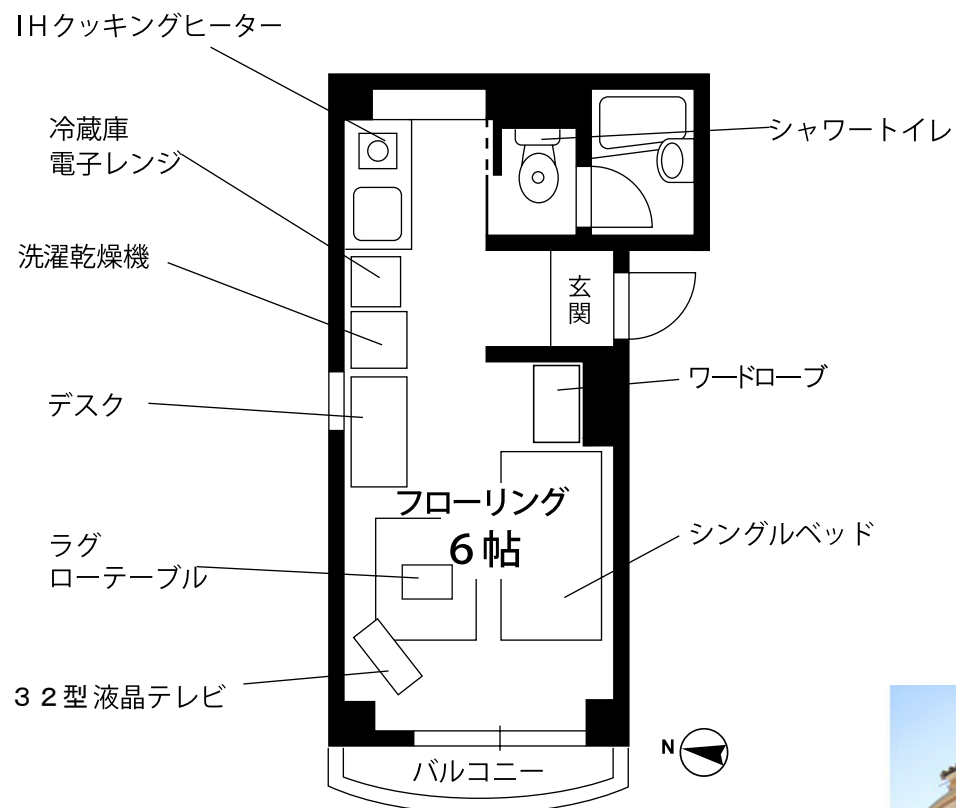 IHクッキングヒーター
冷蔵庫
電子レンジ
シャワートイレ
洗濯乾燥機
玄関
ワードローブ
デスク
フローリング
6帖
シングルベッド
ラグ
ローテーブル
32型液晶テレビ
N
バルコニー